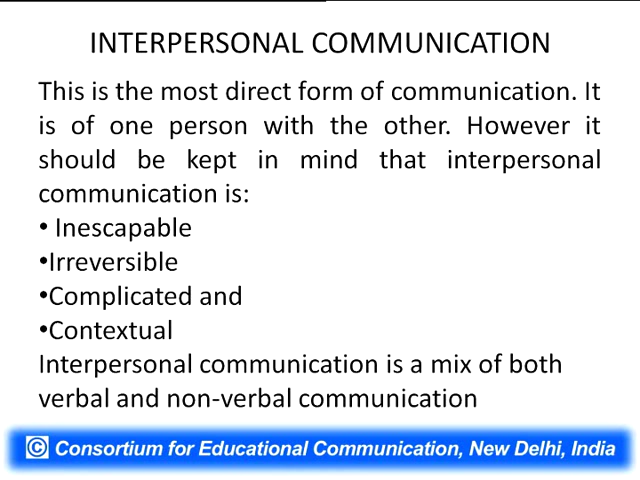 INTERPERSONAL COMMUNICATION
This is the most direct form of communication. It
is of one person with the other. However it
should be kept in mind that interpersonal
communication is:
• Inescapable
•Irreversible
•Complicated and
•Contextual
Interpersonal communication is a mix of both
verbal and non-verbal communication
© Consortium for Educational Communication, New Delhi, India